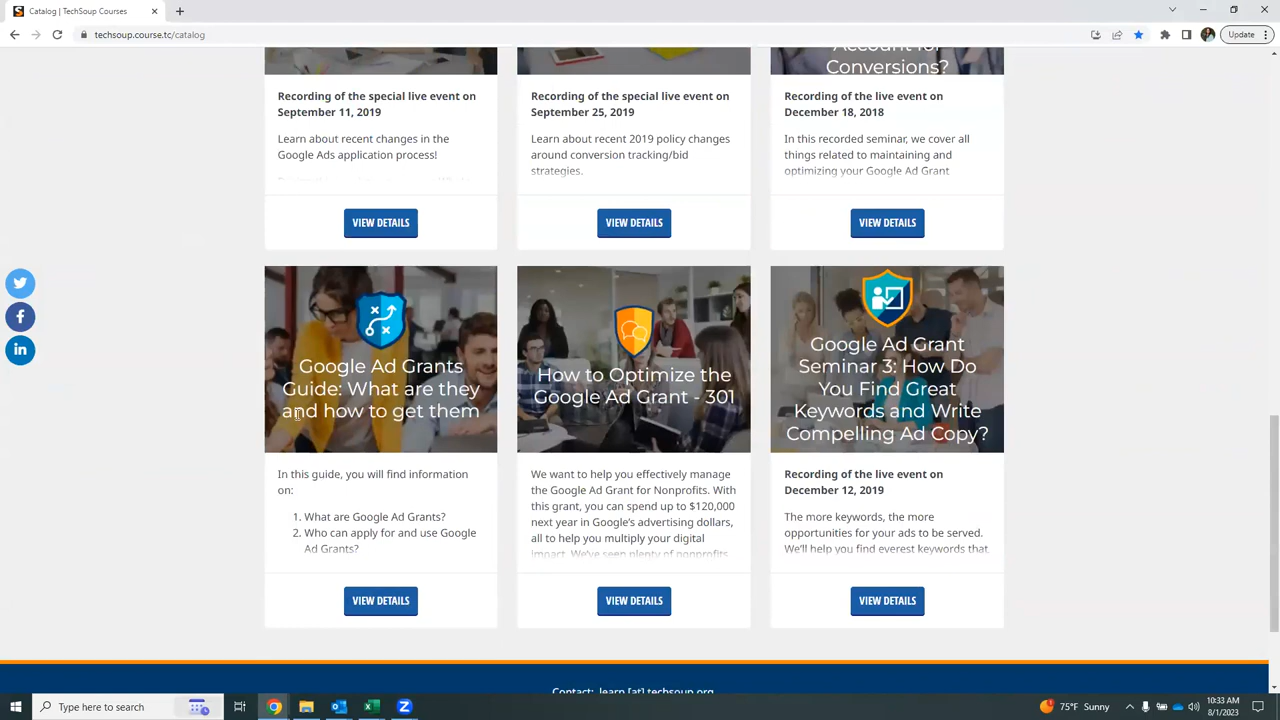 Catalog | TechSoup Courses
techsoup.course.tc/catalog
Update
Account for
Conversions?
Recording of the special live event on
September 11, 2019
Learn about recent changes in the
Google Ads application process!
VIEW DETAILS
Recording of the special live event on
September 25, 2019
Learn about recent 2019 policy changes
around conversion tracking/bid
strategies.
VIEW DETAILS
Recording of the live event on
December 18, 2018
In this recorded seminar, we cover all
things related to maintaining and
optimizing your Google Ad Grant
VIEW DETAILS
Google Ad Grants
Guide: What are they
and how to get them
In this guide, you will find information
on:
1. What are Google Ad Grants?
2. Who can apply for and use Google
Ad Grants?
VIEW DETAILS
How to Optimize the
Google Ad Grant - 301
We want to help you effectively manage
the Google Ad Grant for Nonprofits. With
this grant, you can spend up to $120,000
next year in Google's advertising dollars,
all to help you multiply your digital
impact. We've seen plenty of nonprofits
VIEW DETAILS
Google Ad Grant
Seminar 3: How Do
You Find Great
Keywords and Write
Compelling Ad Copy?
Recording of the live event on
December 12, 2019
The more keywords, the more
opportunities for your ads to be served.
We'll help you find everest keywords that
VIEW DETAILS
Contact: learn [at] techsoup.org
Type here to search
75°F Sunny
10:33 AM
8/1/2023